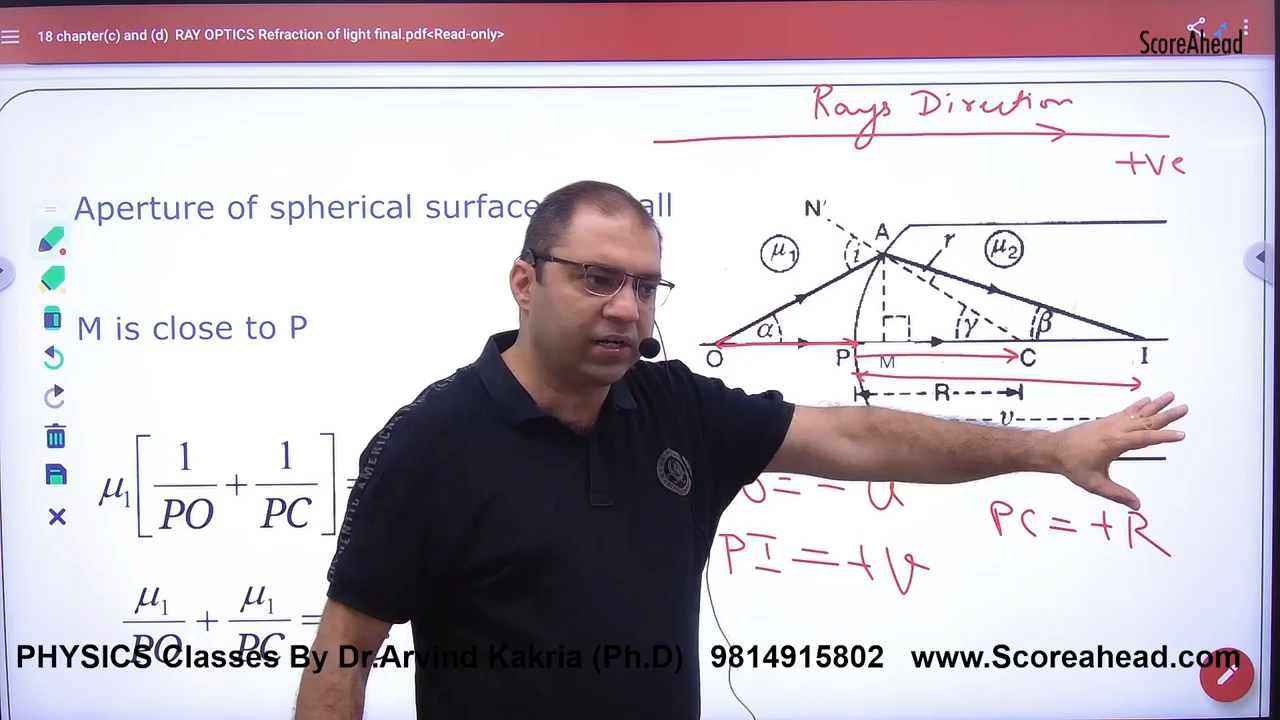 18 chapter(c) and (d) RAY OPTICS Refraction of light final.pdf<Read-only>
ScoreAhead
Rays Direction
+ve
Aperture of spherical surface all
N'
A
i
r
μ₁
μ₂
α
γ
β
O
P
M
C
I
R
υ
M is close to P
μ₁[1/PO + 1/PC] =
= - u
PC = +R
PI = +v
μ₁/PO + μ₁/PC =
PHYSICS Classes By Dr.Arvind Kakria (Ph.D) 9814915802 www.Scoreahead.com